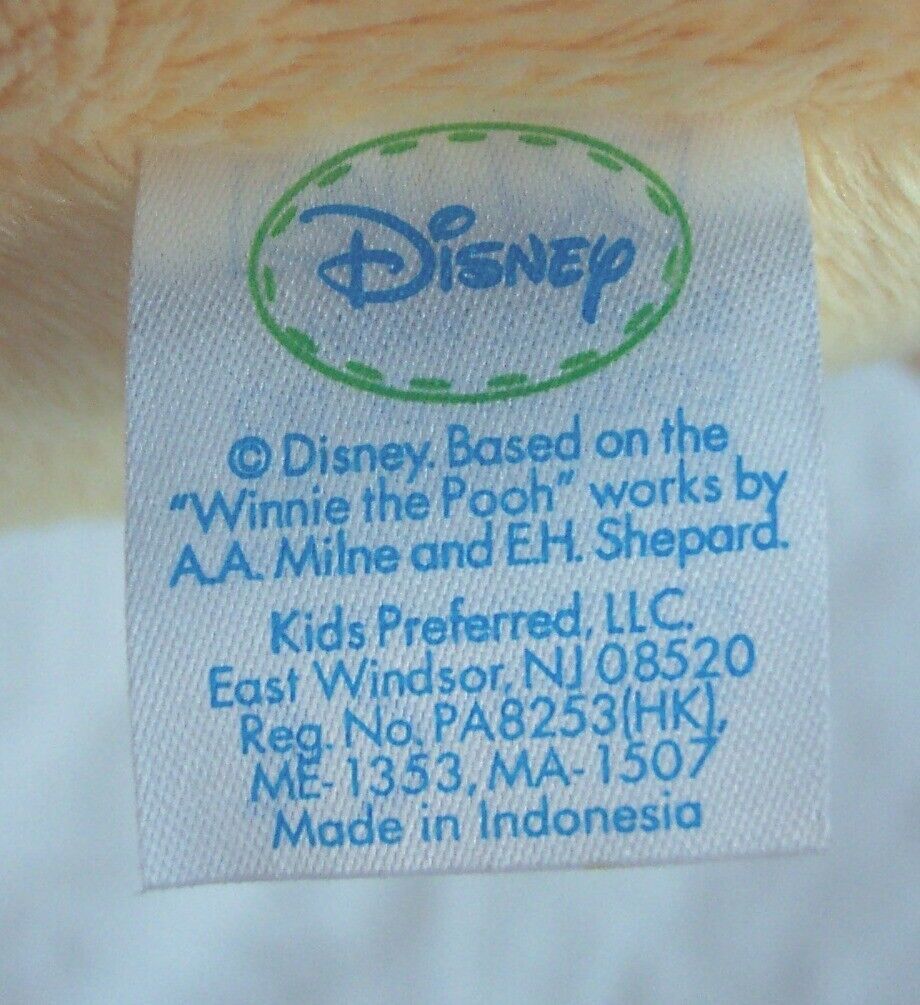 Disney
© Disney. Based on the
"Winnie the Pooh" works by
A.A. Milne and E.H. Shepard.
Kids Preferred, LLC.
East Windsor, NJ 08520
Reg. No. PA8253(HK),
ME-1353, MA-1507
Made in Indonesia